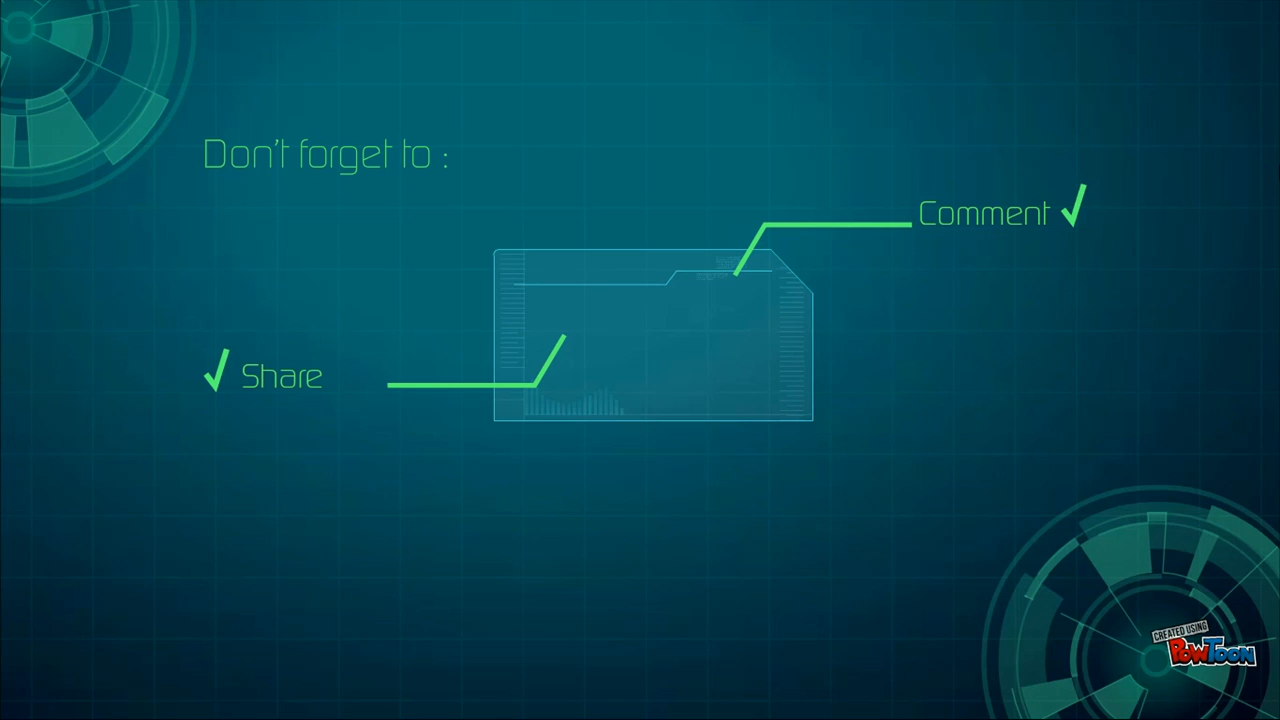 Don't forget to :
Comment
Share
CREATED USING
POWTOON